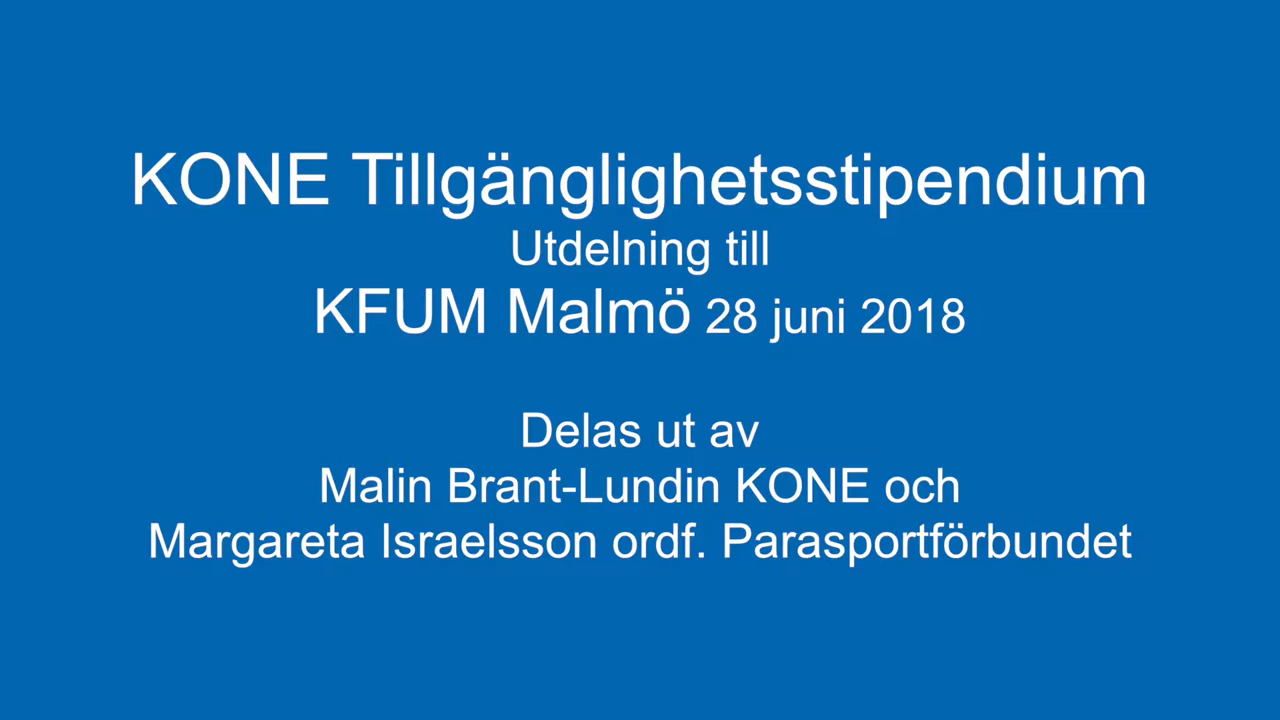 KONE Tillgänglighetsstipendium
Utdelning till
KFUM Malmö 28 juni 2018
Delas ut av
Malin Brant-Lundin KONE och
Margareta Israelsson ordf. Parasportförbundet